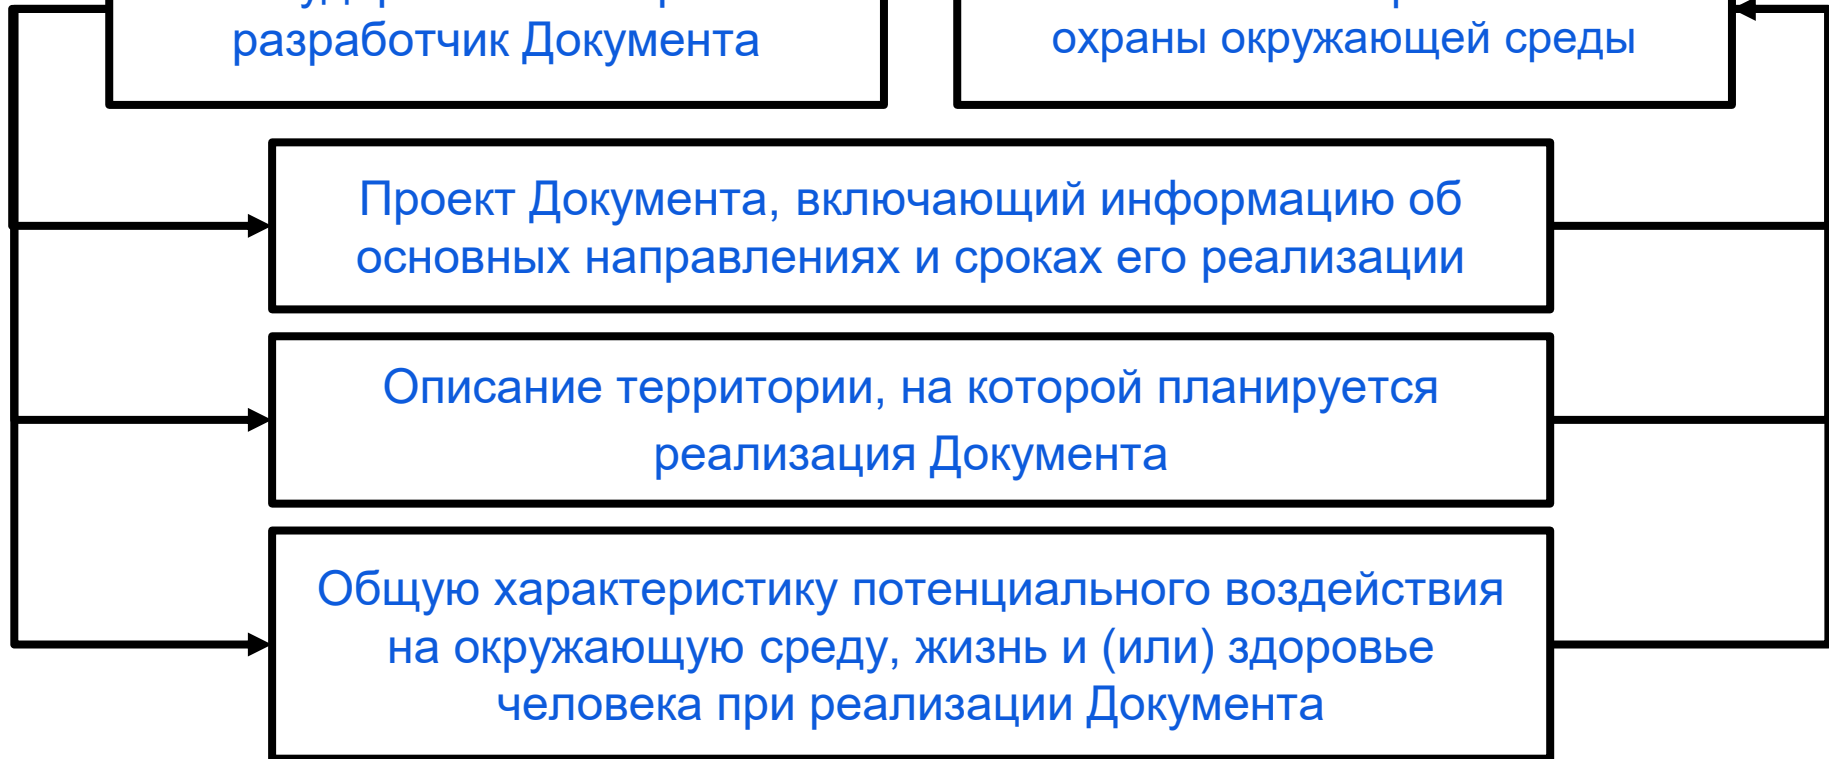 разработчик Документа
охраны окружающей среды
Проект Документа, включающий информацию об
основных направлениях и сроках его реализации
Описание территории, на которой планируется
реализация Документа
Общую характеристику потенциального воздействия
на окружающую среду, жизнь и (или) здоровье
человека при реализации Документа